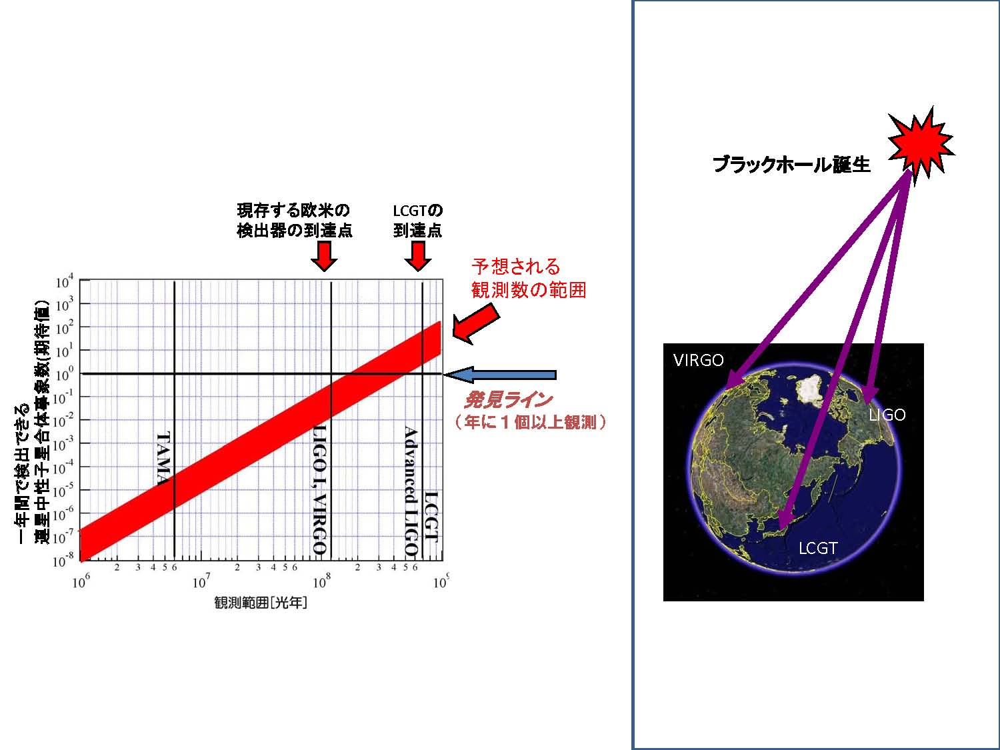 現存する欧米の
検出器の到達点
LCGTの
到達点
予想される
観測数の範囲
発見ライン
（年に１個以上観測）
一年間で検出できる
連星中性子星合体事象数(期待値)
10^4
10^3
10^2
10^1
10^0
10^-1
10^-2
10^-3
10^-4
10^-5
10^-6
10^-7
10^-8
TAMA
LIGO I, VIRGO
Advanced LIGO
LCGT
2 3 4 5 6 2 3 4 5 6 2 3 4 5 6
10^6 10^7 10^8 10^9
観測範囲[光年]
ブラックホール誕生
VIRGO
LIGO
LCGT